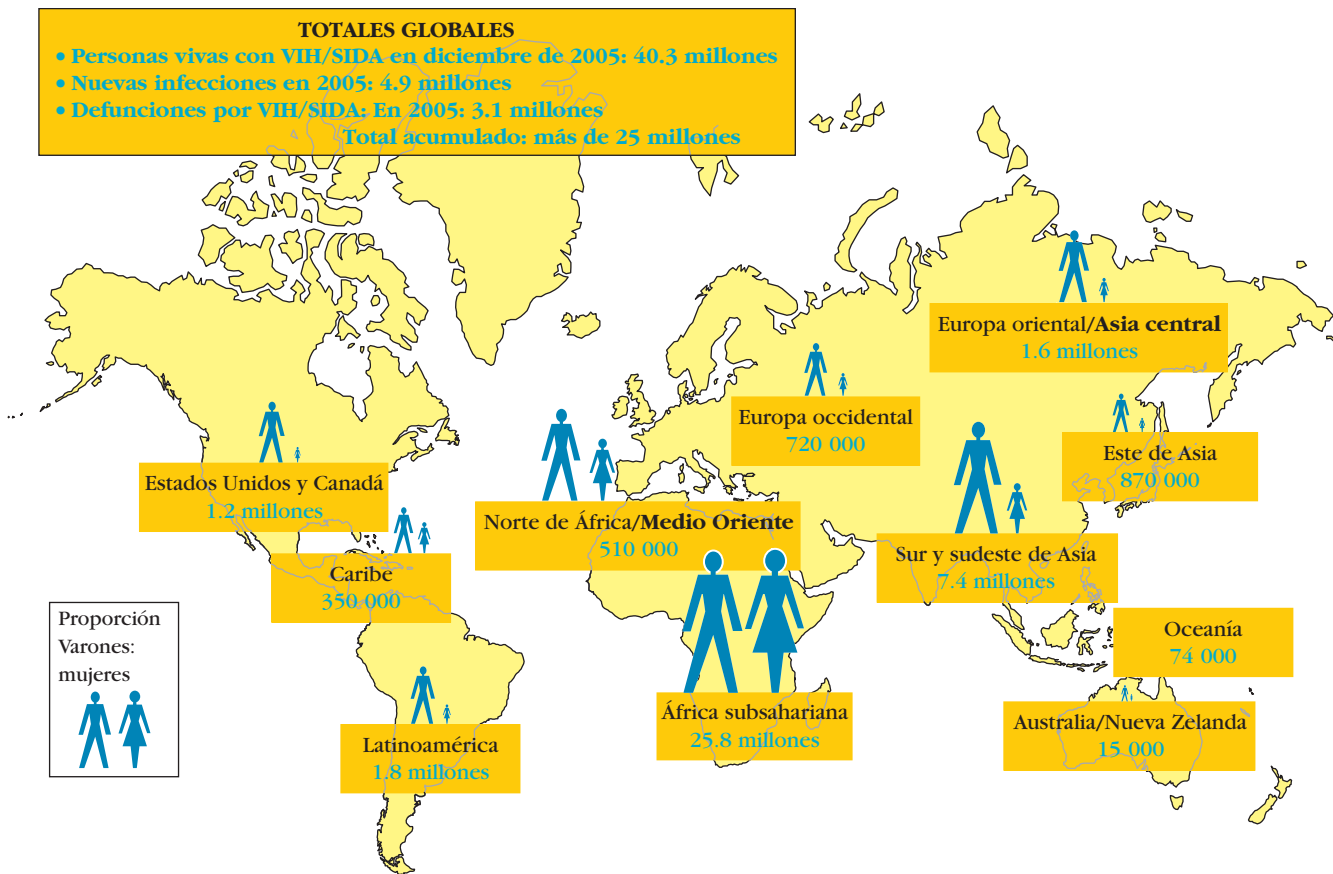 TOTALES GLOBALES
• Personas vivas con VIH/SIDA en diciembre de 2005: 40.3 millones
• Nuevas infecciones en 2005: 4.9 millones
• Defunciones por VIH/SIDA: En 2005: 3.1 millones
Total acumulado: más de 25 millones
Europa oriental/Asia central
1.6 millones
Europa occidental
720 000
Este de Asia
870 000
Estados Unidos y Canadá
1.2 millones
Norte de África/Medio Oriente
510 000
Sur y sudeste de Asia
7.4 millones
Caribe
350 000
Proporción
Varones:
mujeres
Oceanía
74 000
África subsahariana
25.8 millones
Australia/Nueva Zelanda
15 000
Latinoamérica
1.8 millones